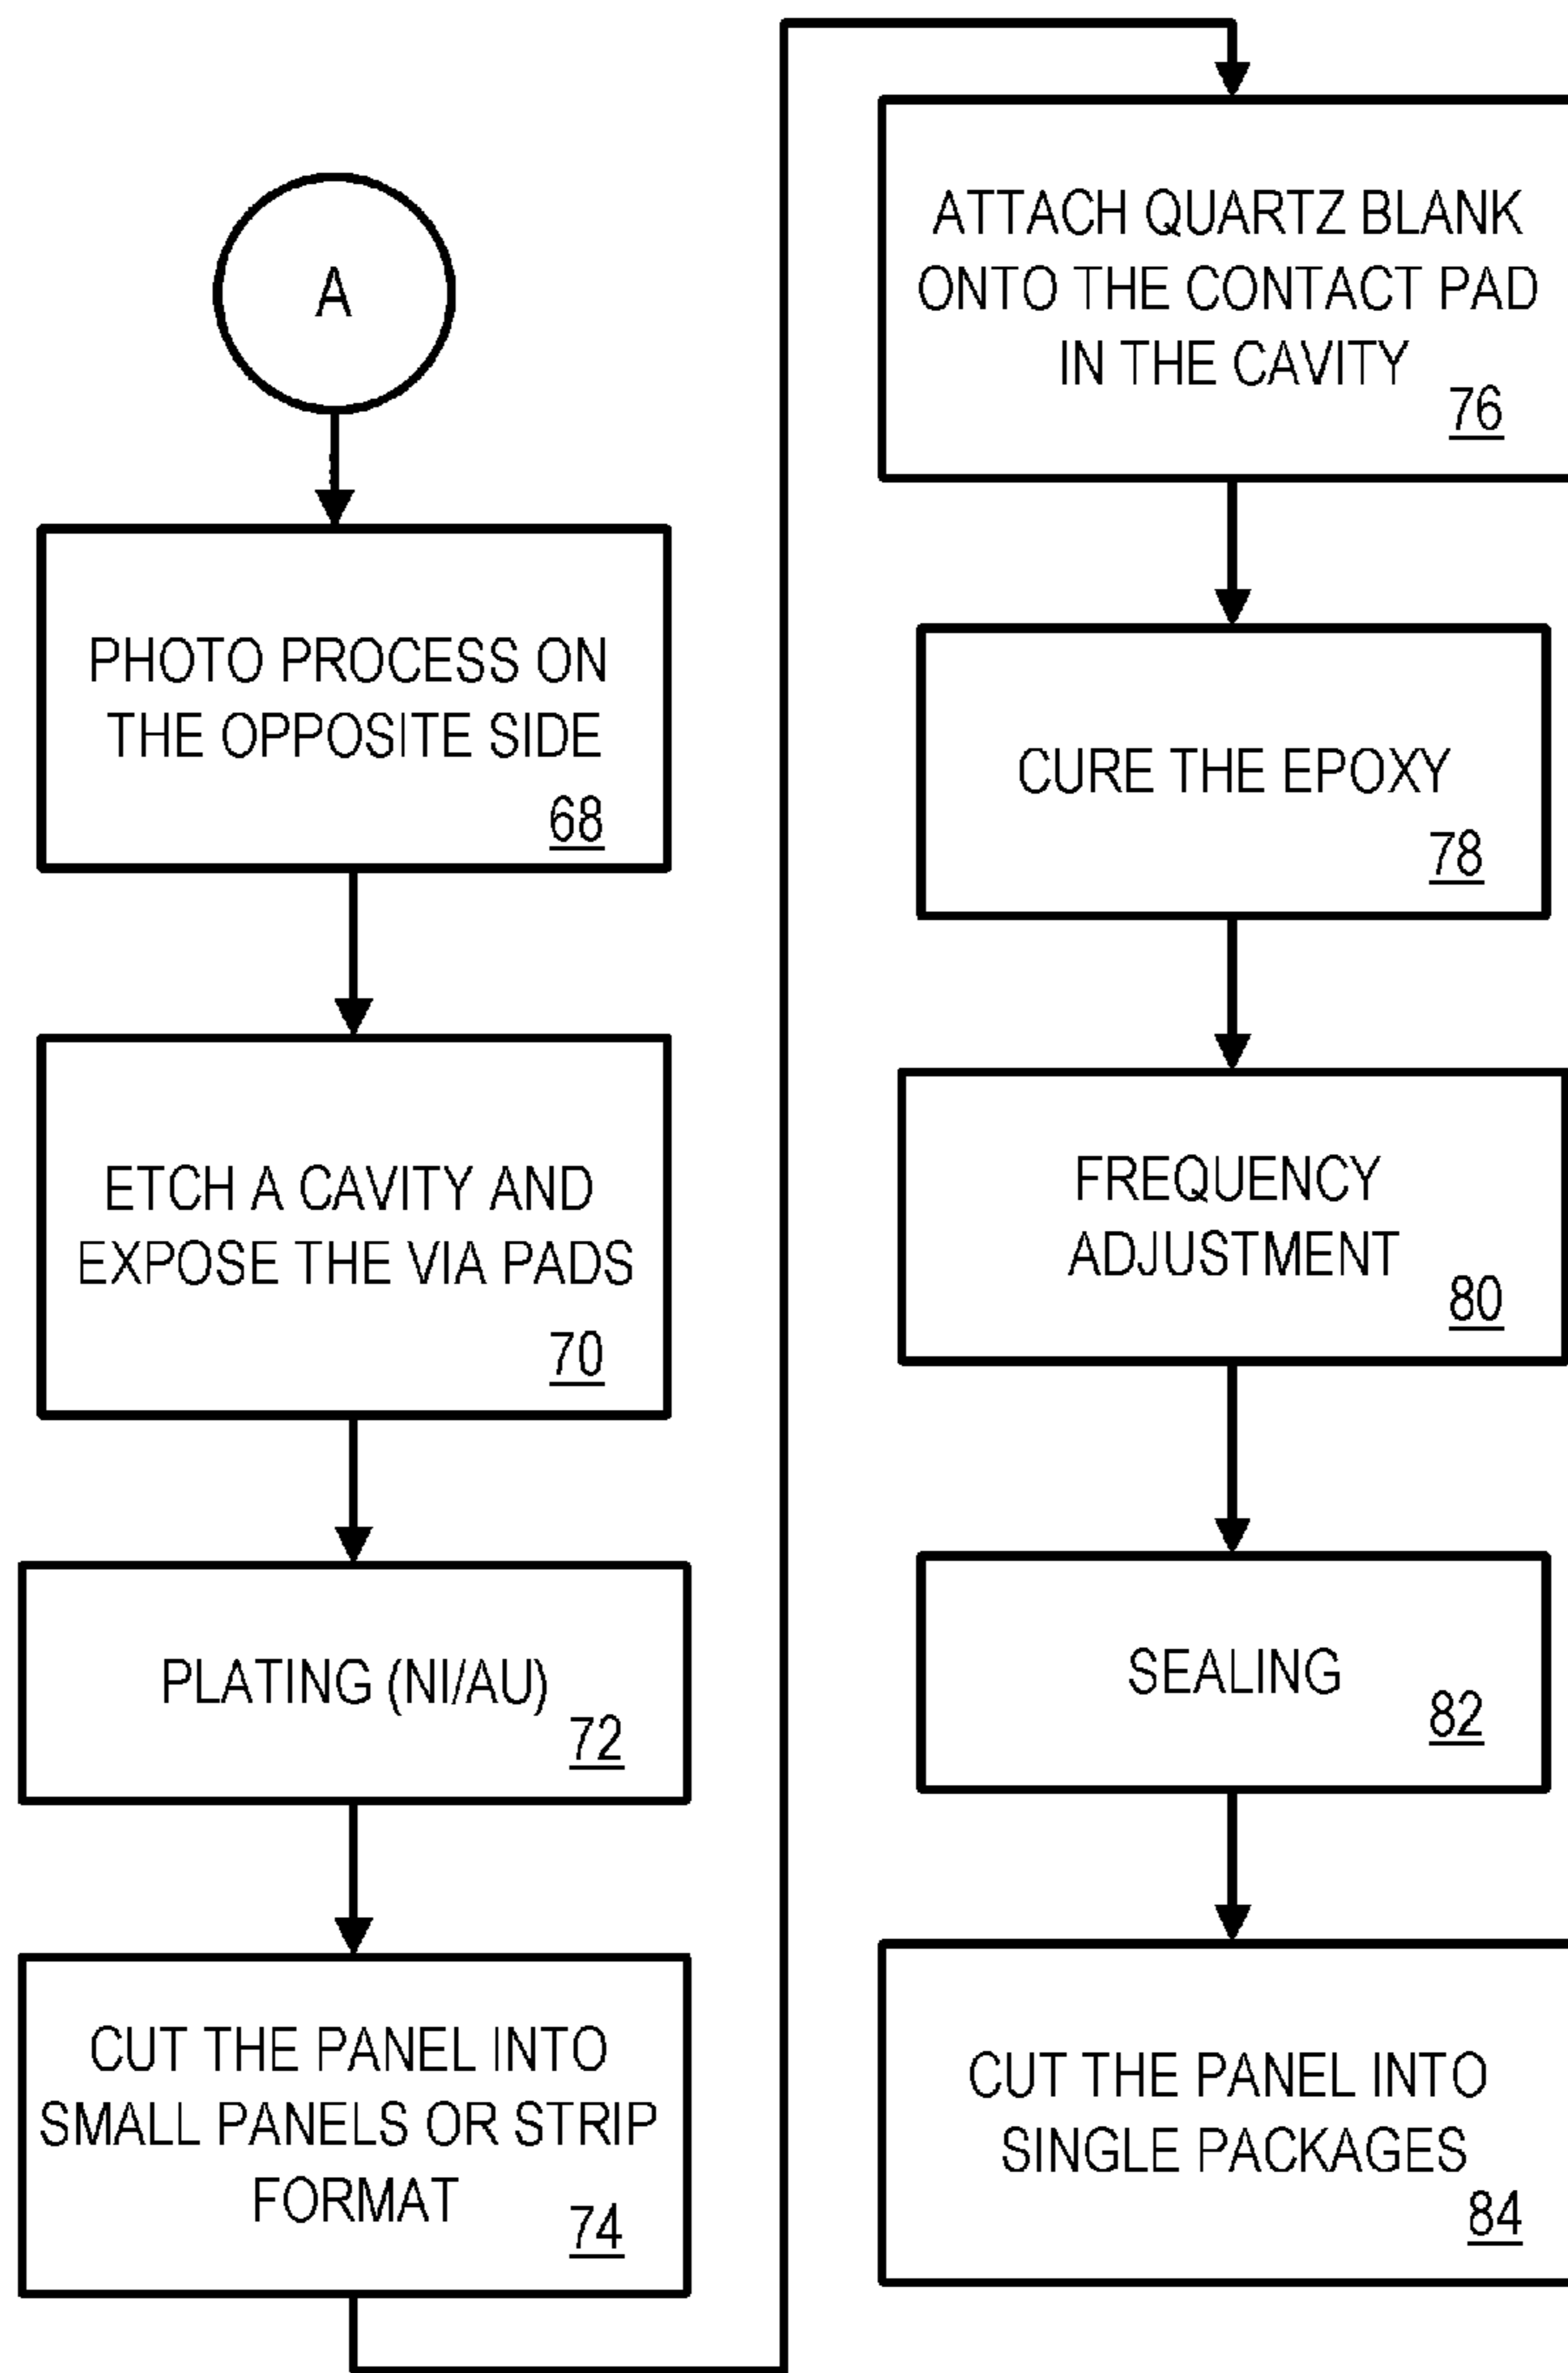 A
PHOTO PROCESS ON
THE OPPOSITE SIDE
68
ETCH A CAVITY AND
EXPOSE THE VIA PADS
70
PLATING (NI/AU)
72
CUT THE PANEL INTO
SMALL PANELS OR STRIP
FORMAT
74
ATTACH QUARTZ BLANK
ONTO THE CONTACT PAD
IN THE CAVITY
76
CURE THE EPOXY
78
FREQUENCY
ADJUSTMENT
80
SEALING
82
CUT THE PANEL INTO
SINGLE PACKAGES
84